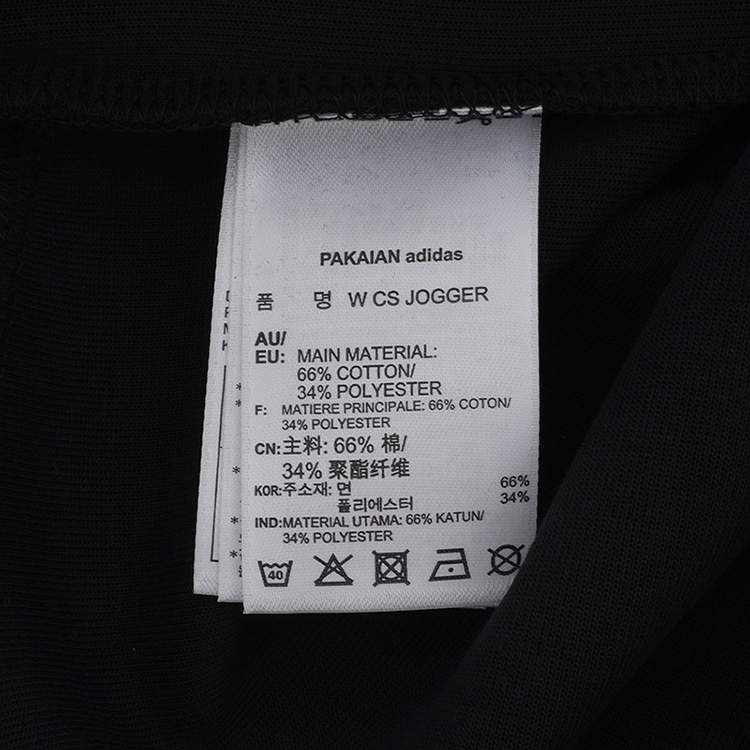 PAKAIAN adidas
품 명 W CS JOGGER
AU/
EU: MAIN MATERIAL:
66% COTTON/
34% POLYESTER
F: MATIERE PRINCIPALE: 66% COTON/
34% POLYESTER
CN:主料: 66% 棉/
34% 聚酯纤维
KOR:주소재: 면 66%
폴리에스터 34%
IND:MATERIAL UTAMA: 66% KATUN/
34% POLYESTER
40